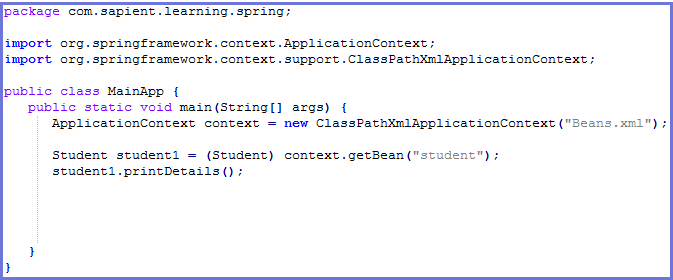 package com.sapient.learning.spring;
import org.springframework.context.ApplicationContext;
import org.springframework.context.support.ClassPathXmlApplicationContext;
public class MainApp {
public static void main(String[] args) {
ApplicationContext context = new ClassPathXmlApplicationContext("Beans.xml");
Student student1 = (Student) context.getBean("student");
student1.printDetails();
}
}